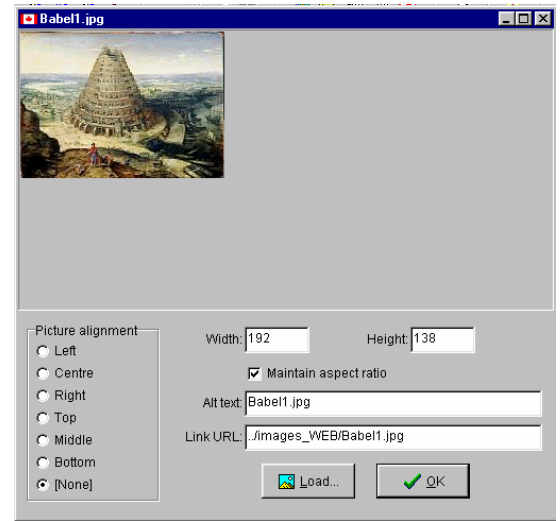 Babel1.jpg
Picture alignment
Left
Centre
Right
Top
Middle
Bottom
[None]
Width: 192
Height: 138
Maintain aspect ratio
Alt text: Babel1.jpg
Link URL: ../images_WEB/Babel1.jpg
Load...
OK